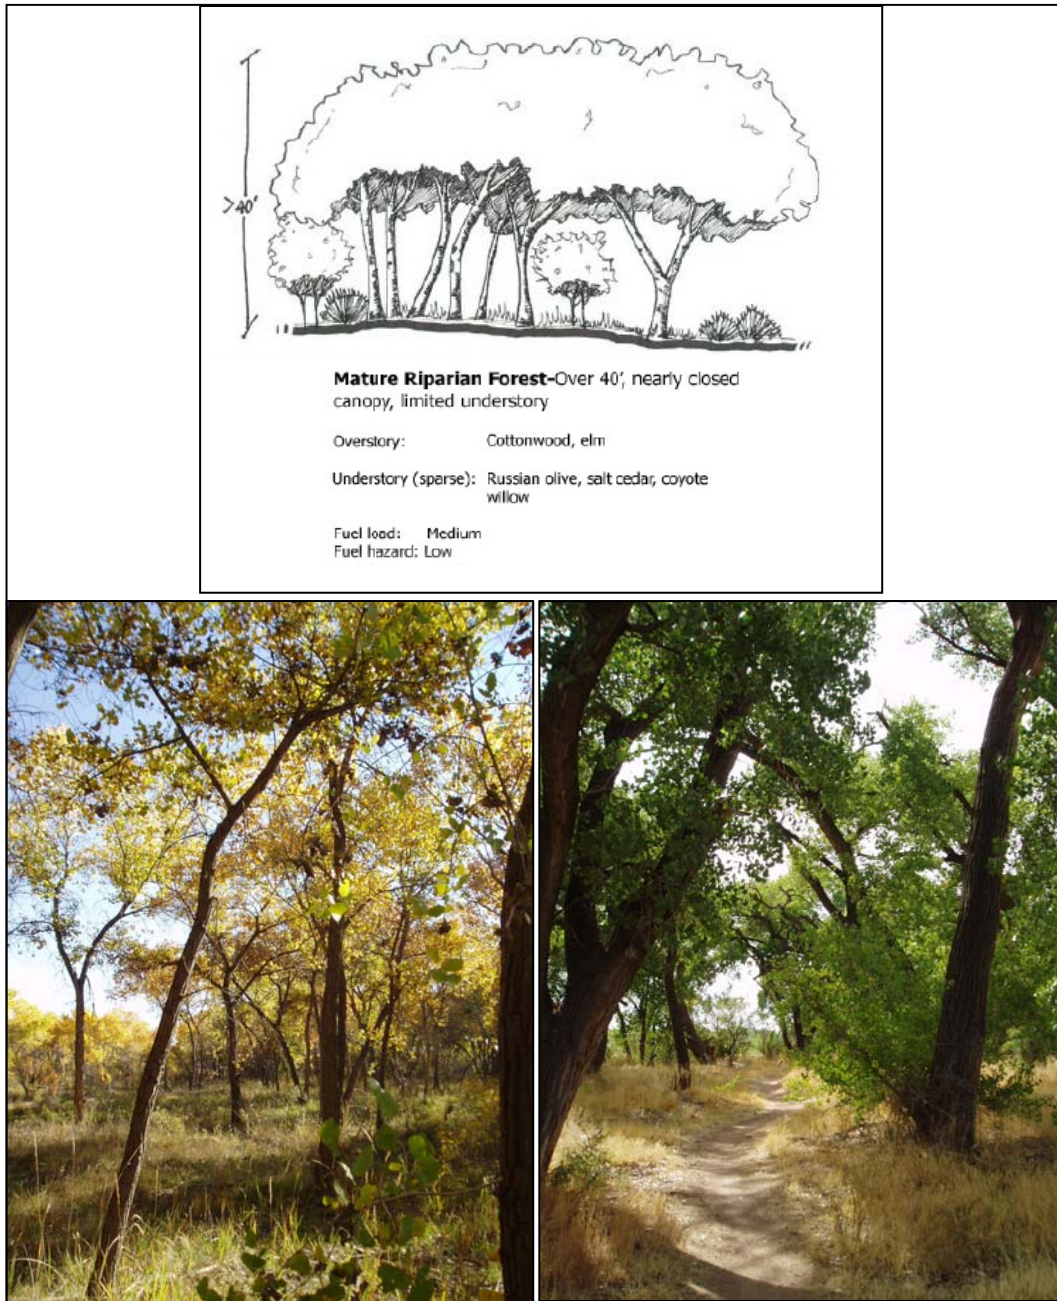 >40'
Mature Riparian Forest-Over 40', nearly closed
canopy, limited understory
Overstory: Cottonwood, elm
Understory (sparse): Russian olive, salt cedar, coyote
willow
Fuel load: Medium
Fuel hazard: Low